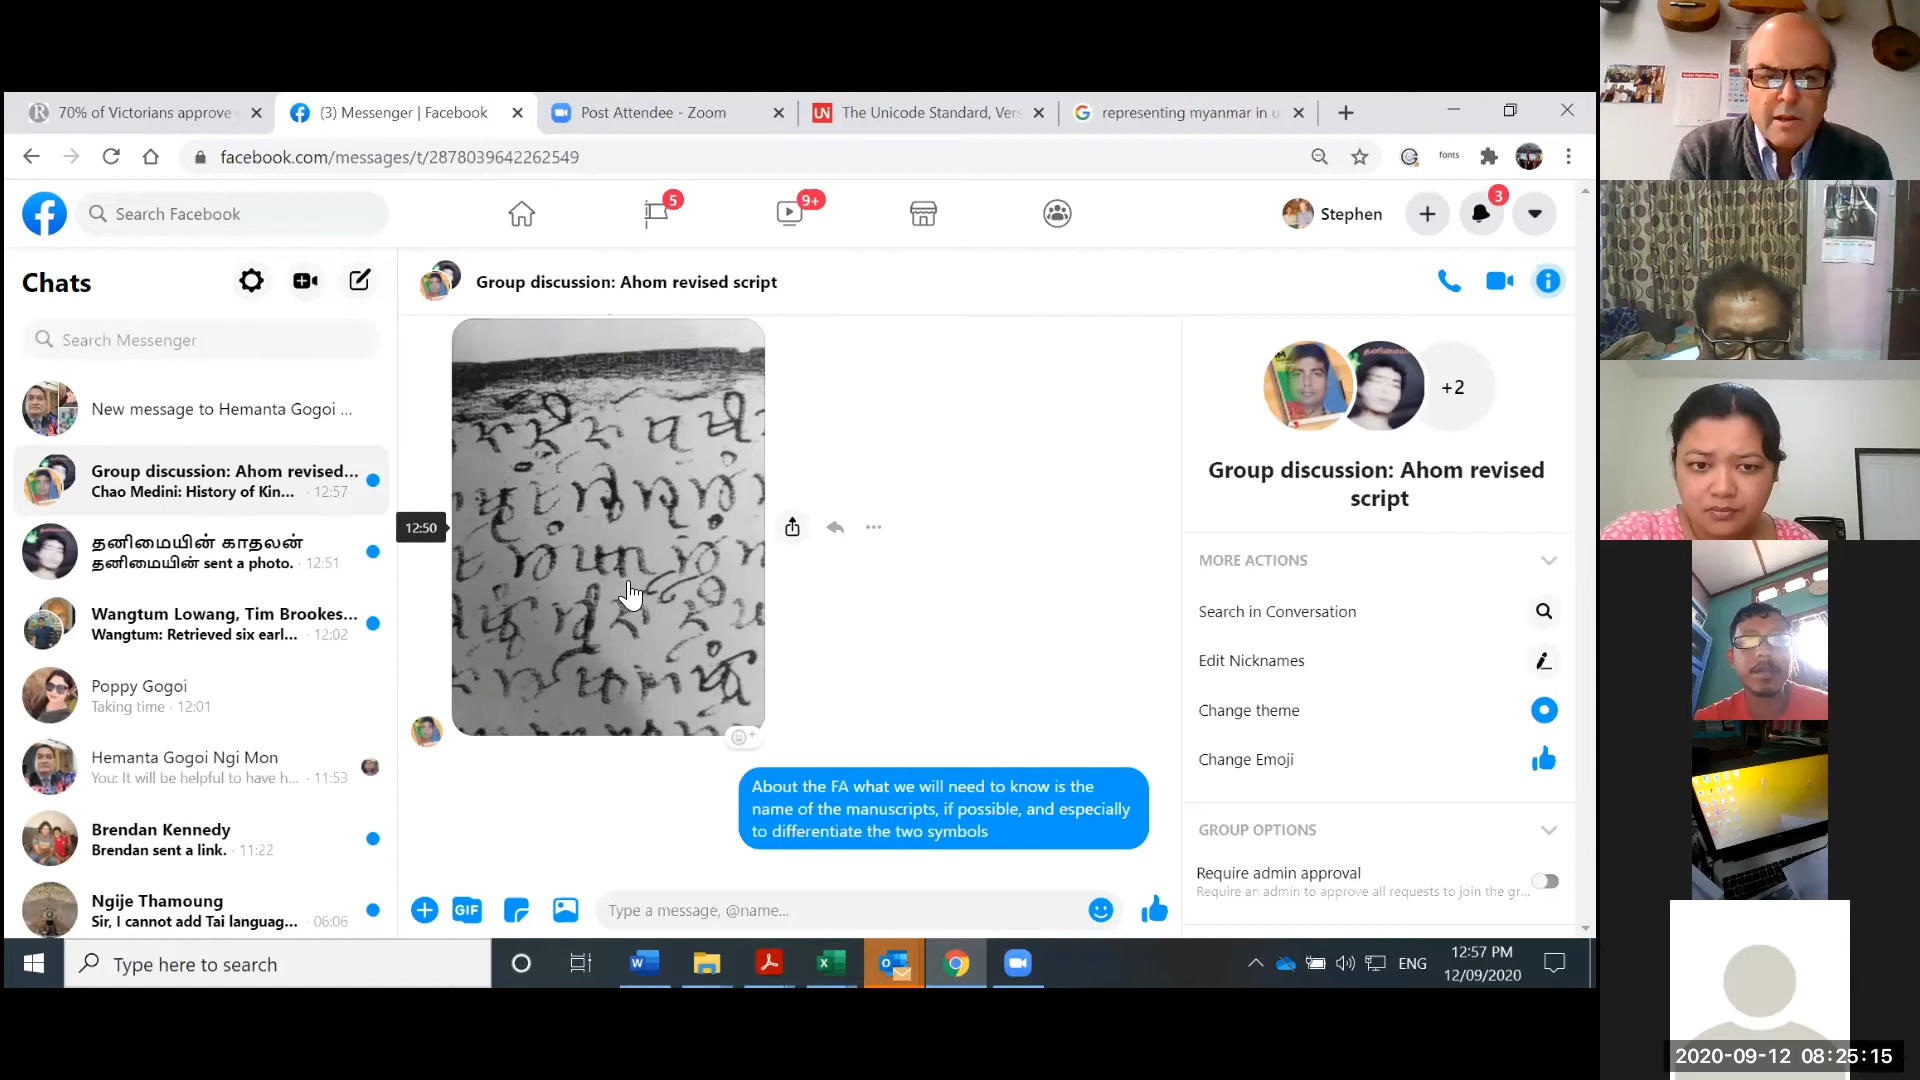 70% of Victorians approve
(3) Messenger | Facebook
Post Attendee - Zoom
The Unicode Standard, Vers
representing myanmar in u
facebook.com/messages/t/2878039642262549
fonts
Search Facebook
5
9+
Stephen
3
Chats
Search Messenger
New message to Hemanta Gogoi ...
Group discussion: Ahom revised...
Chao Medini: History of Kin... · 12:57
தனிமையின் காதலன்
தனிமையின் sent a photo. · 12:51
Wangtum Lowang, Tim Brookes...
Wangtum: Retrieved six earl... · 12:02
Poppy Gogoi
Taking time · 12:01
Hemanta Gogoi Ngi Mon
You: It will be helpful to have h... · 11:53
Brendan Kennedy
Brendan sent a link. · 11:22
Ngije Thamoung
Sir, I cannot add Tai languag... · 06:06
Group discussion: Ahom revised script
12:50
About the FA what we will need to know is the
name of the manuscripts, if possible, and especially
to differentiate the two symbols
GIF
Type a message, @name...
+2
Group discussion: Ahom revised
script
MORE ACTIONS
Search in Conversation
Edit Nicknames
Change theme
Change Emoji
GROUP OPTIONS
Require admin approval
Require an admin to approve all requests to join the gr...
Type here to search
ENG
12:57 PM
12/09/2020
2020-09-12 08:25:15